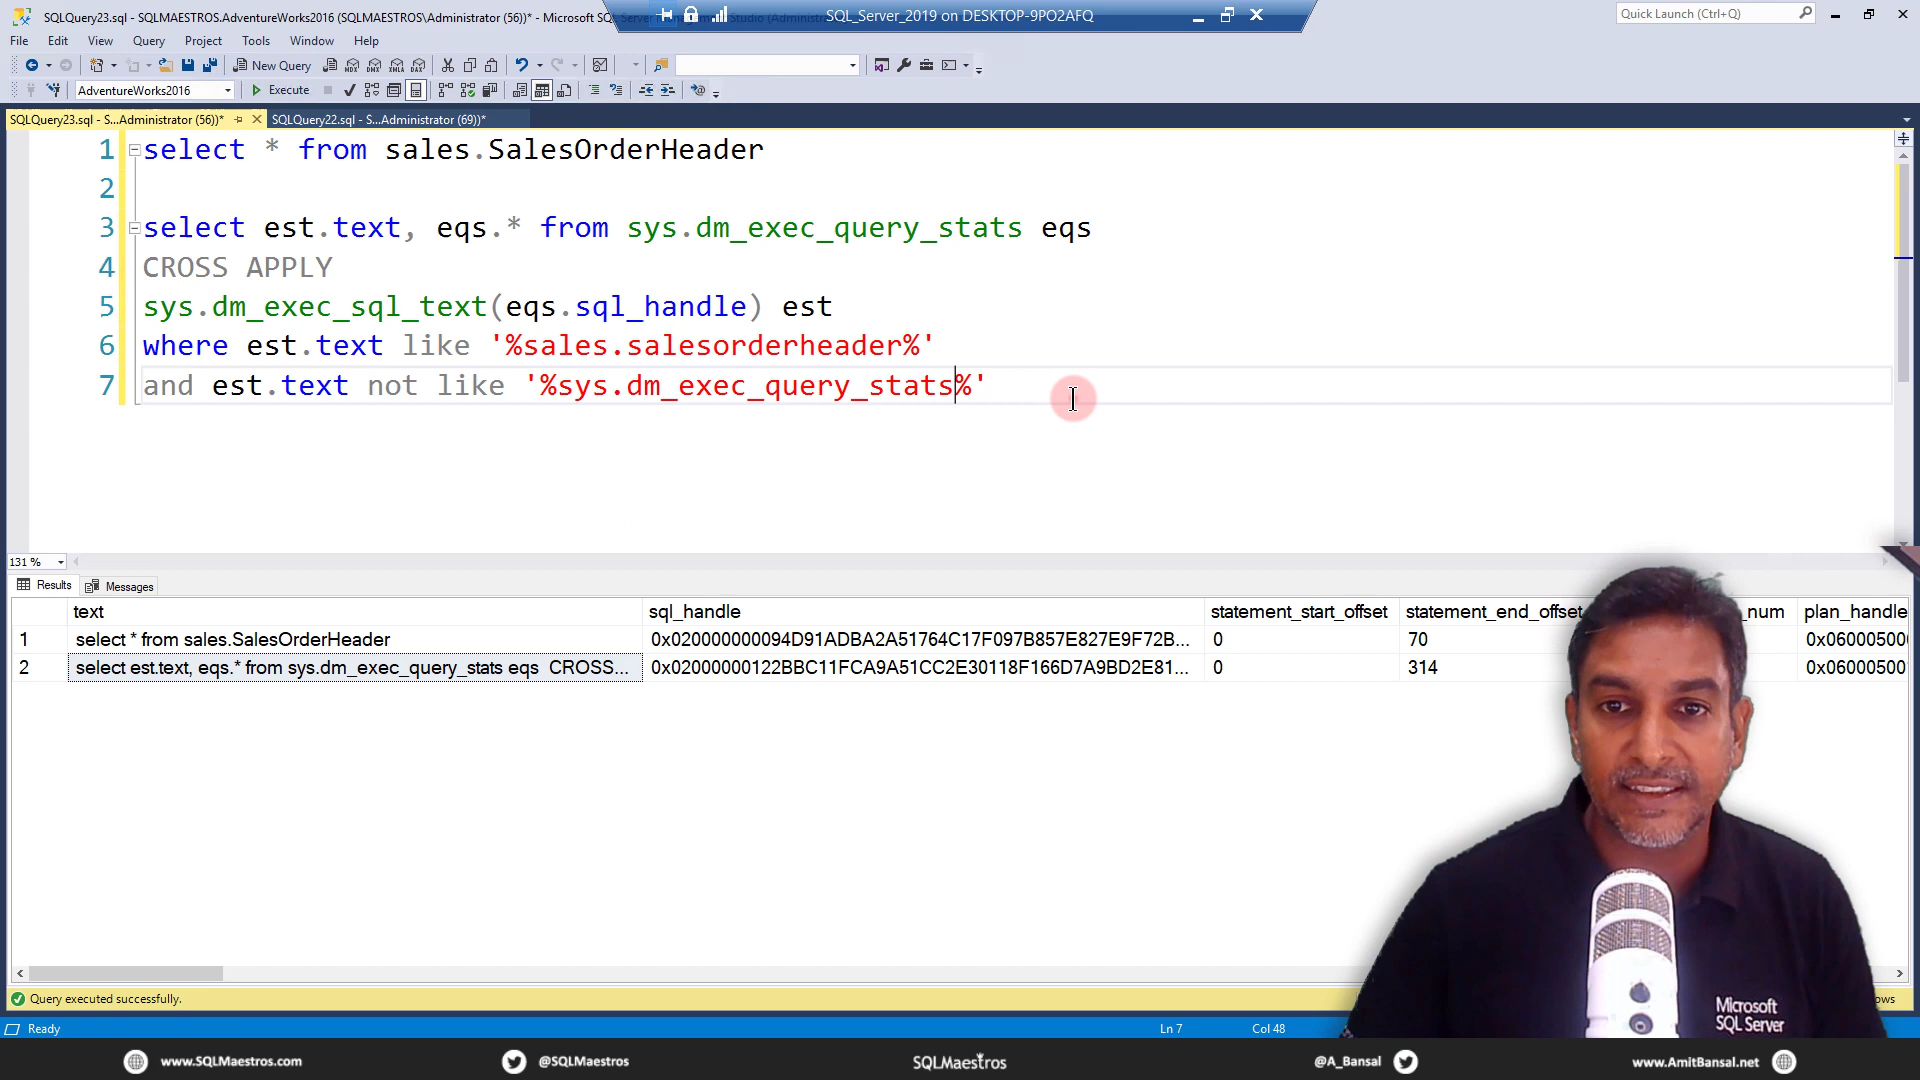 SQLQuery23.sql - SQLMAESTROS.AdventureWorks2016 (SQLMAESTROS\Administrator (56))* - Microsoft SQL
SQL_Server_2019 on DESKTOP-9PO2AFQ
Quick Launch (Ctrl+Q)
File Edit View Query Project Tools Window Help
New Query
AdventureWorks2016
Execute
SQLQuery23.sql - S...Administrator (56))*
SQLQuery22.sql - S...Administrator (69))*
1 select * from sales.SalesOrderHeader
2
3 select est.text, eqs.* from sys.dm_exec_query_stats eqs
4 CROSS APPLY
5 sys.dm_exec_sql_text(eqs.sql_handle) est
6 where est.text like '%sales.salesorderheader%'
7 and est.text not like '%sys.dm_exec_query_stats%'
131 %
Results Messages
text sql_handle statement_start_offset statement_end_offset _num plan_handle
1 select * from sales.SalesOrderHeader 0x020000000094D91ADBA2A51764C17F097B857E827E9F72B... 0 70 0x06000500
2 select est.text, eqs.* from sys.dm_exec_query_stats eqs CROSS... 0x02000000122BBC11FCA9A51CC2E30118F166D7A9BD2E81... 0 314 0x06000500
Query executed successfully.
ows
Ready
Ln 7
Col 48
Microsoft
SQL Server
www.SQLMaestros.com
@SQLMaestros
SQLMaestros
@A_Bansal
www.AmitBansal.net